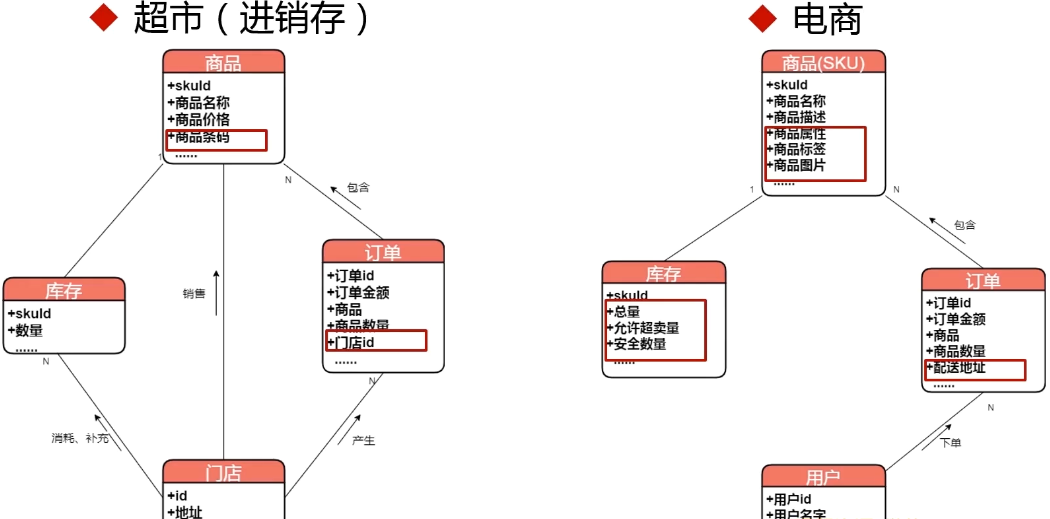 超市（进销存）
商品
+skuId
+商品名称
+商品价格
+商品条码
......
1
N
包含
销售
库存
+skuId
+数量
......
N
订单
+订单id
+订单金额
+商品
+商品数量
+门店id
......
N
消耗、补充
产生
门店
+id
+地址
电商
商品(SKU)
+skuId
+商品名称
+商品描述
+商品属性
+商品标签
+商品图片
......
1
N
包含
库存
+skuId
+总量
+允许超卖量
+安全数量
......
订单
+订单id
+订单金额
+商品
+商品数量
+配送地址
......
N
下单
用户
+用户id
+用户名字